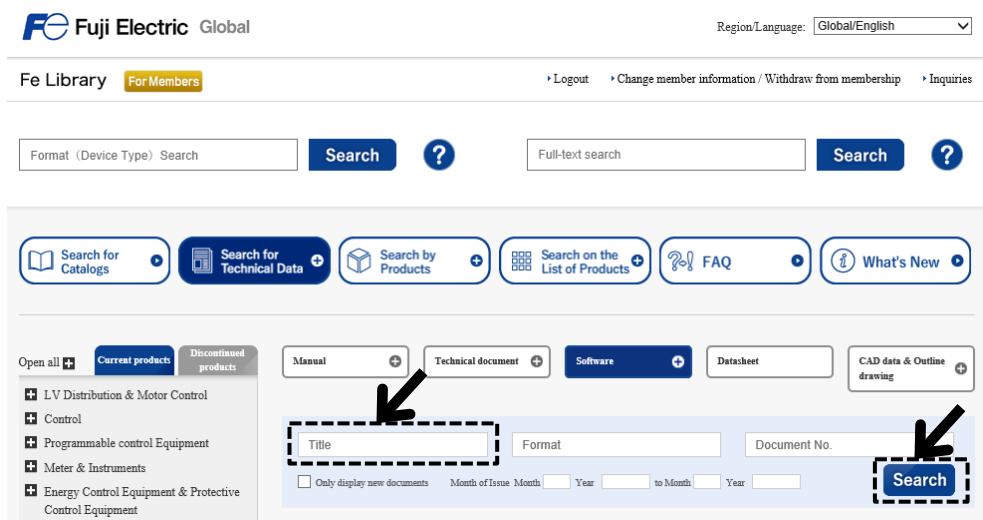 Fe Fuji Electric Global
Region/Language: Global/English
Fe Library For Members
Logout Change member information / Withdraw from membership Inquiries
Format（Device Type）Search Search ? Full-text search Search ?
Search for
Catalogs
Search for
Technical Data
Search by
Products
Search on the
List of Products
FAQ
What's New
Open all Current products Discontinued
products
LV Distribution & Motor Control
Control
Programmable control Equipment
Meter & Instruments
Energy Control Equipment & Protective
Control Equipment
Manual Technical document Software Datasheet CAD data & Outline
drawing
Title Format Document No.
Only display new documents Month of Issue Month Year to Month Year Search